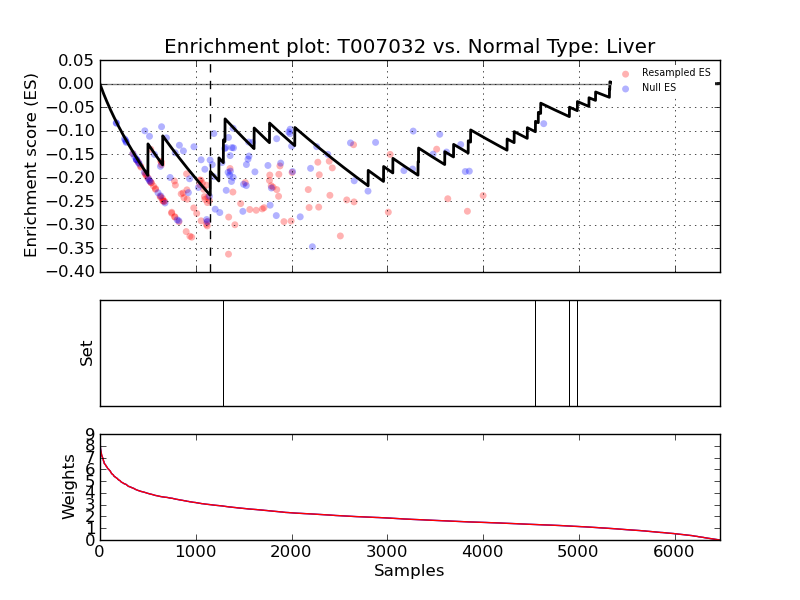 Enrichment plot: T007032 vs. Normal Type: Liver
Enrichment score (ES)
0.05
0.00
−0.05
−0.10
−0.15
−0.20
−0.25
−0.30
−0.35
−0.40
Resampled ES
Null ES
Set
Weights
9
8
7
6
5
4
3
2
1
0
0 1000 2000 3000 4000 5000 6000
Samples